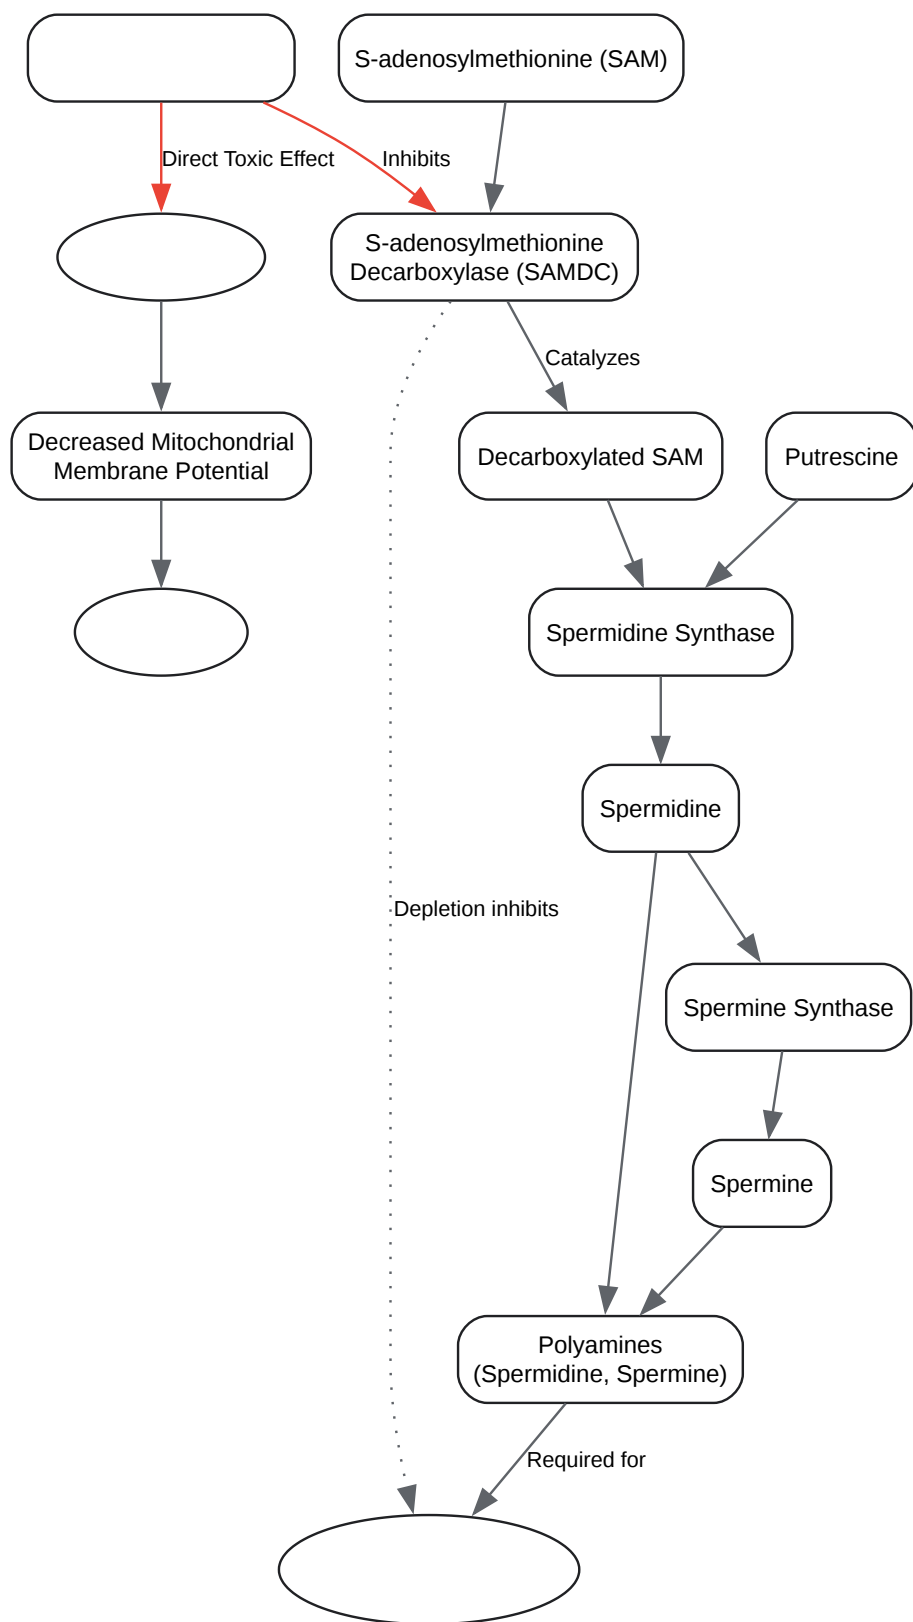 S-adenosylmethionine (SAM)
Direct Toxic Effect
Inhibits
S-adenosylmethionine
Decarboxylase (SAMDC)
Catalyzes
Decreased Mitochondrial
Membrane Potential
Decarboxylated SAM
Putrescine
Spermidine Synthase
Spermidine
Depletion inhibits
Spermine Synthase
Spermine
Polyamines
(Spermidine, Spermine)
Required for